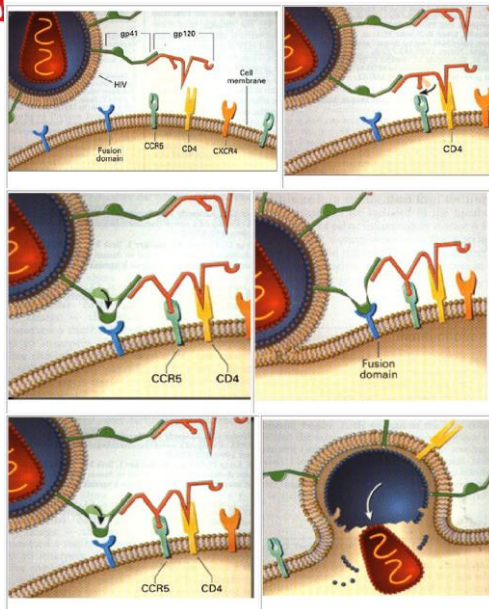 gp41 gp120
HIV
Cell
membrane
Fusion
domain
CCR5
CD4
CXCR4
CD4
CCR5
CD4
Fusion
domain
CCR5
CD4